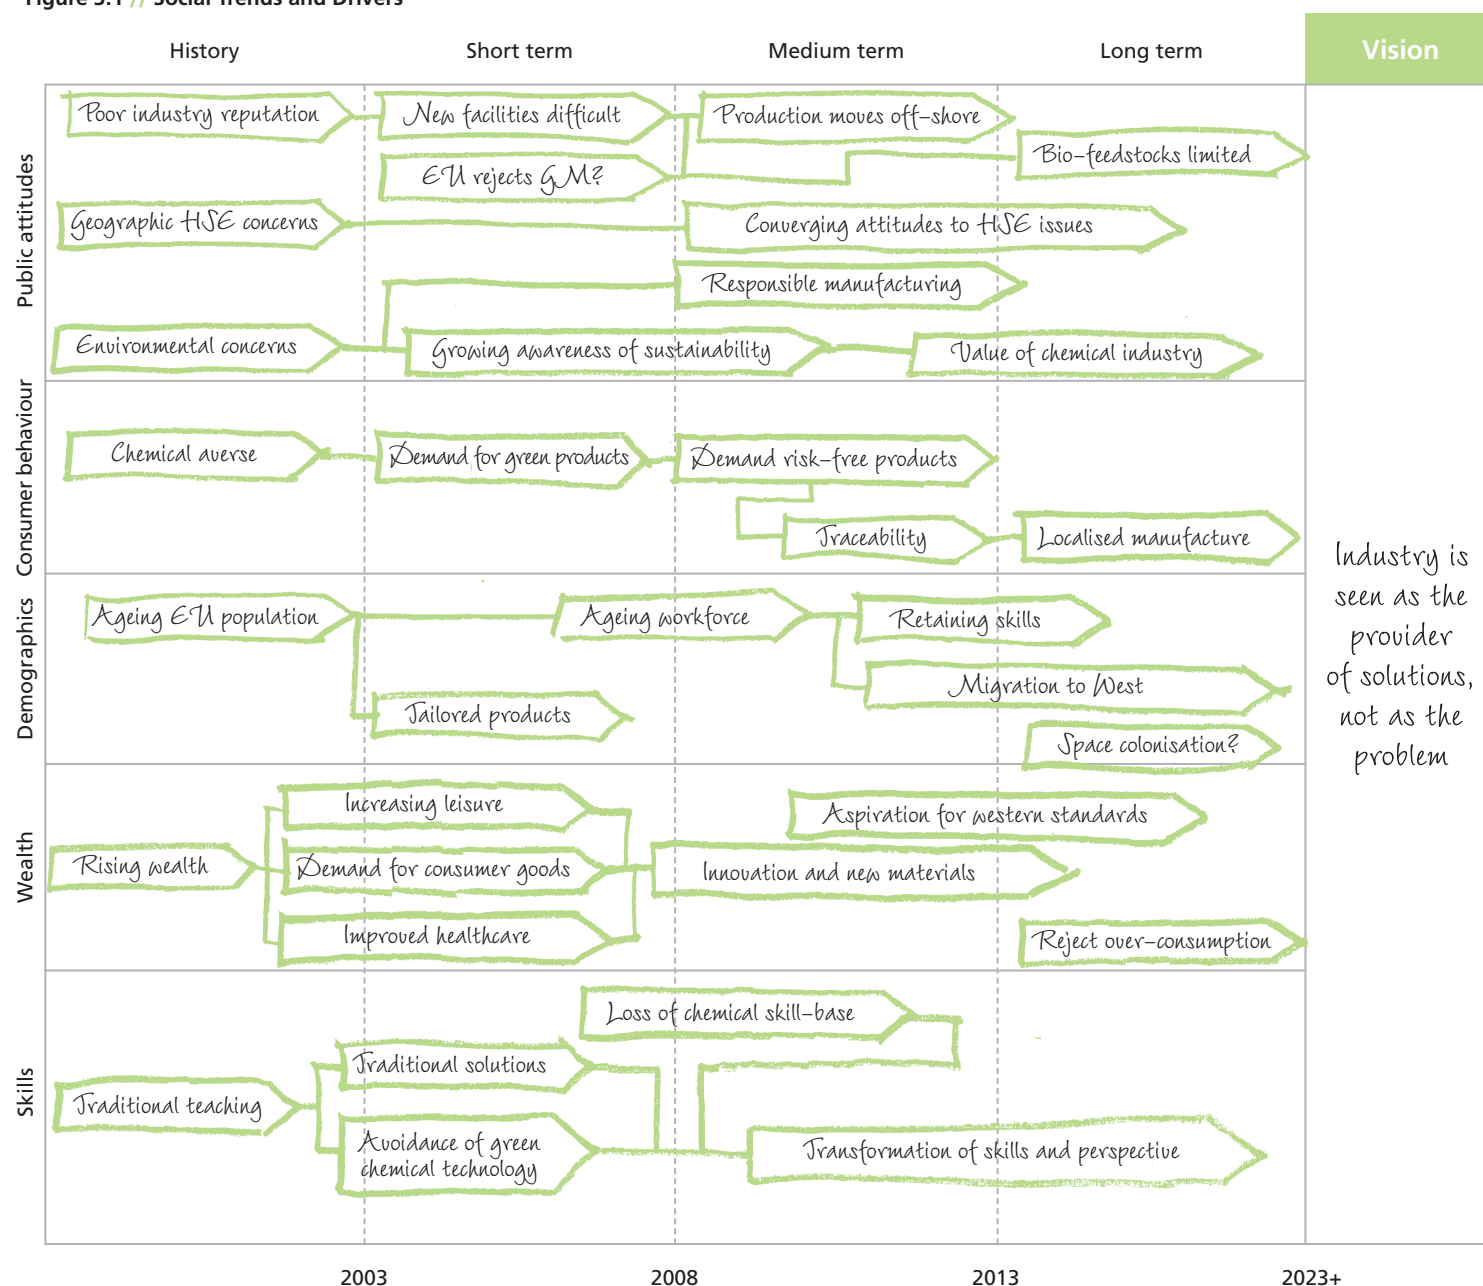 Figure 3.1 // Social Trends and Drivers
History
Short term
Medium term
Long term
Vision
Public attitudes
Poor industry reputation
New facilities difficult
Production moves off-shore
EU rejects GM?
Bio-feedstocks limited
Geographic HSE concerns
Converging attitudes to HSE issues
Responsible manufacturing
Environmental concerns
Growing awareness of sustainability
Value of chemical industry
Consumer behaviour
Chemical averse
Demand for green products
Demand risk-free products
Traceability
Localised manufacture
Demographics
Ageing EU population
Ageing workforce
Retaining skills
Migration to West
Tailored products
Space colonisation?
Wealth
Increasing leisure
Aspiration for western standards
Rising wealth
Demand for consumer goods
Innovation and new materials
Improved healthcare
Reject over-consumption
Skills
Loss of chemical skill-base
Traditional solutions
Traditional teaching
Avoidance of green
chemical technology
Transformation of skills and perspective
Industry is
seen as the
provider
of solutions,
not as the
problem
2003
2008
2013
2023+